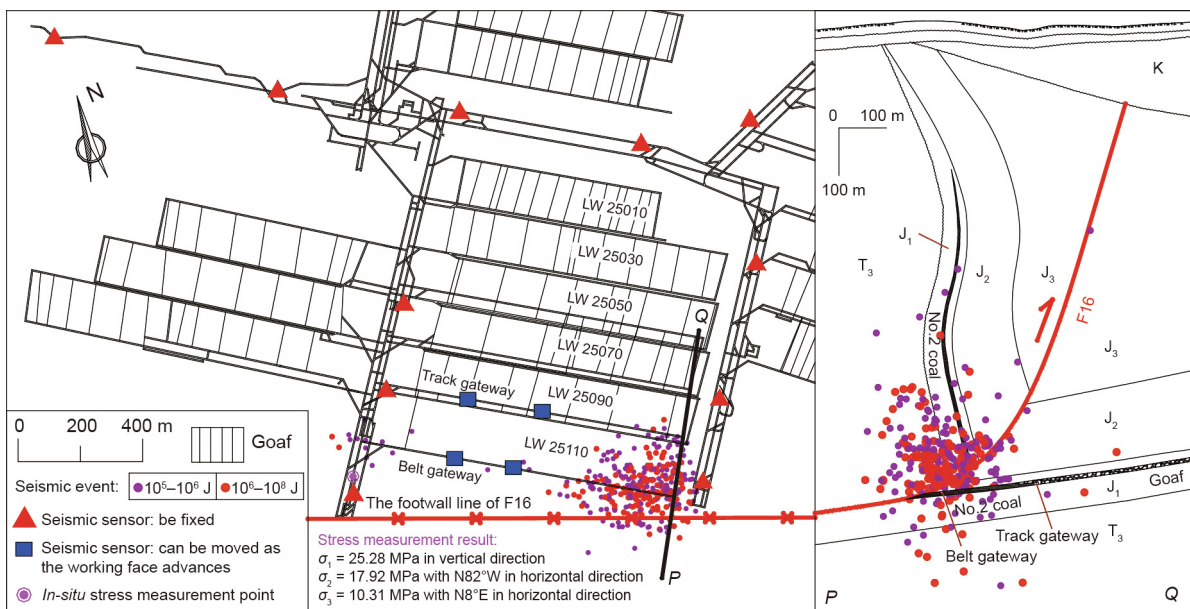 N
LW 25010
LW 25030
LW 25050
Q
LW 25070
Track gateway
LW 25090
LW 25110
Belt gateway
The footwall line of F16
P
0 200 400 m
Goaf
Seismic event: 10⁵–10⁶ J 10⁶–10⁸ J
Seismic sensor: be fixed
Seismic sensor: can be moved as
the working face advances
In-situ stress measurement point
Stress measurement result:
σ₁ = 25.28 MPa in vertical direction
σ₂ = 17.92 MPa with N82°W in horizontal direction
σ₃ = 10.31 MPa with N8°E in horizontal direction
K
0 100 m
100 m
J₁
T₃
J₂
J₃
F16
No.2 coal
J₃
J₂
J₁
Goaf
No.2 coal
Track gateway
T₃
Belt gateway
P
Q